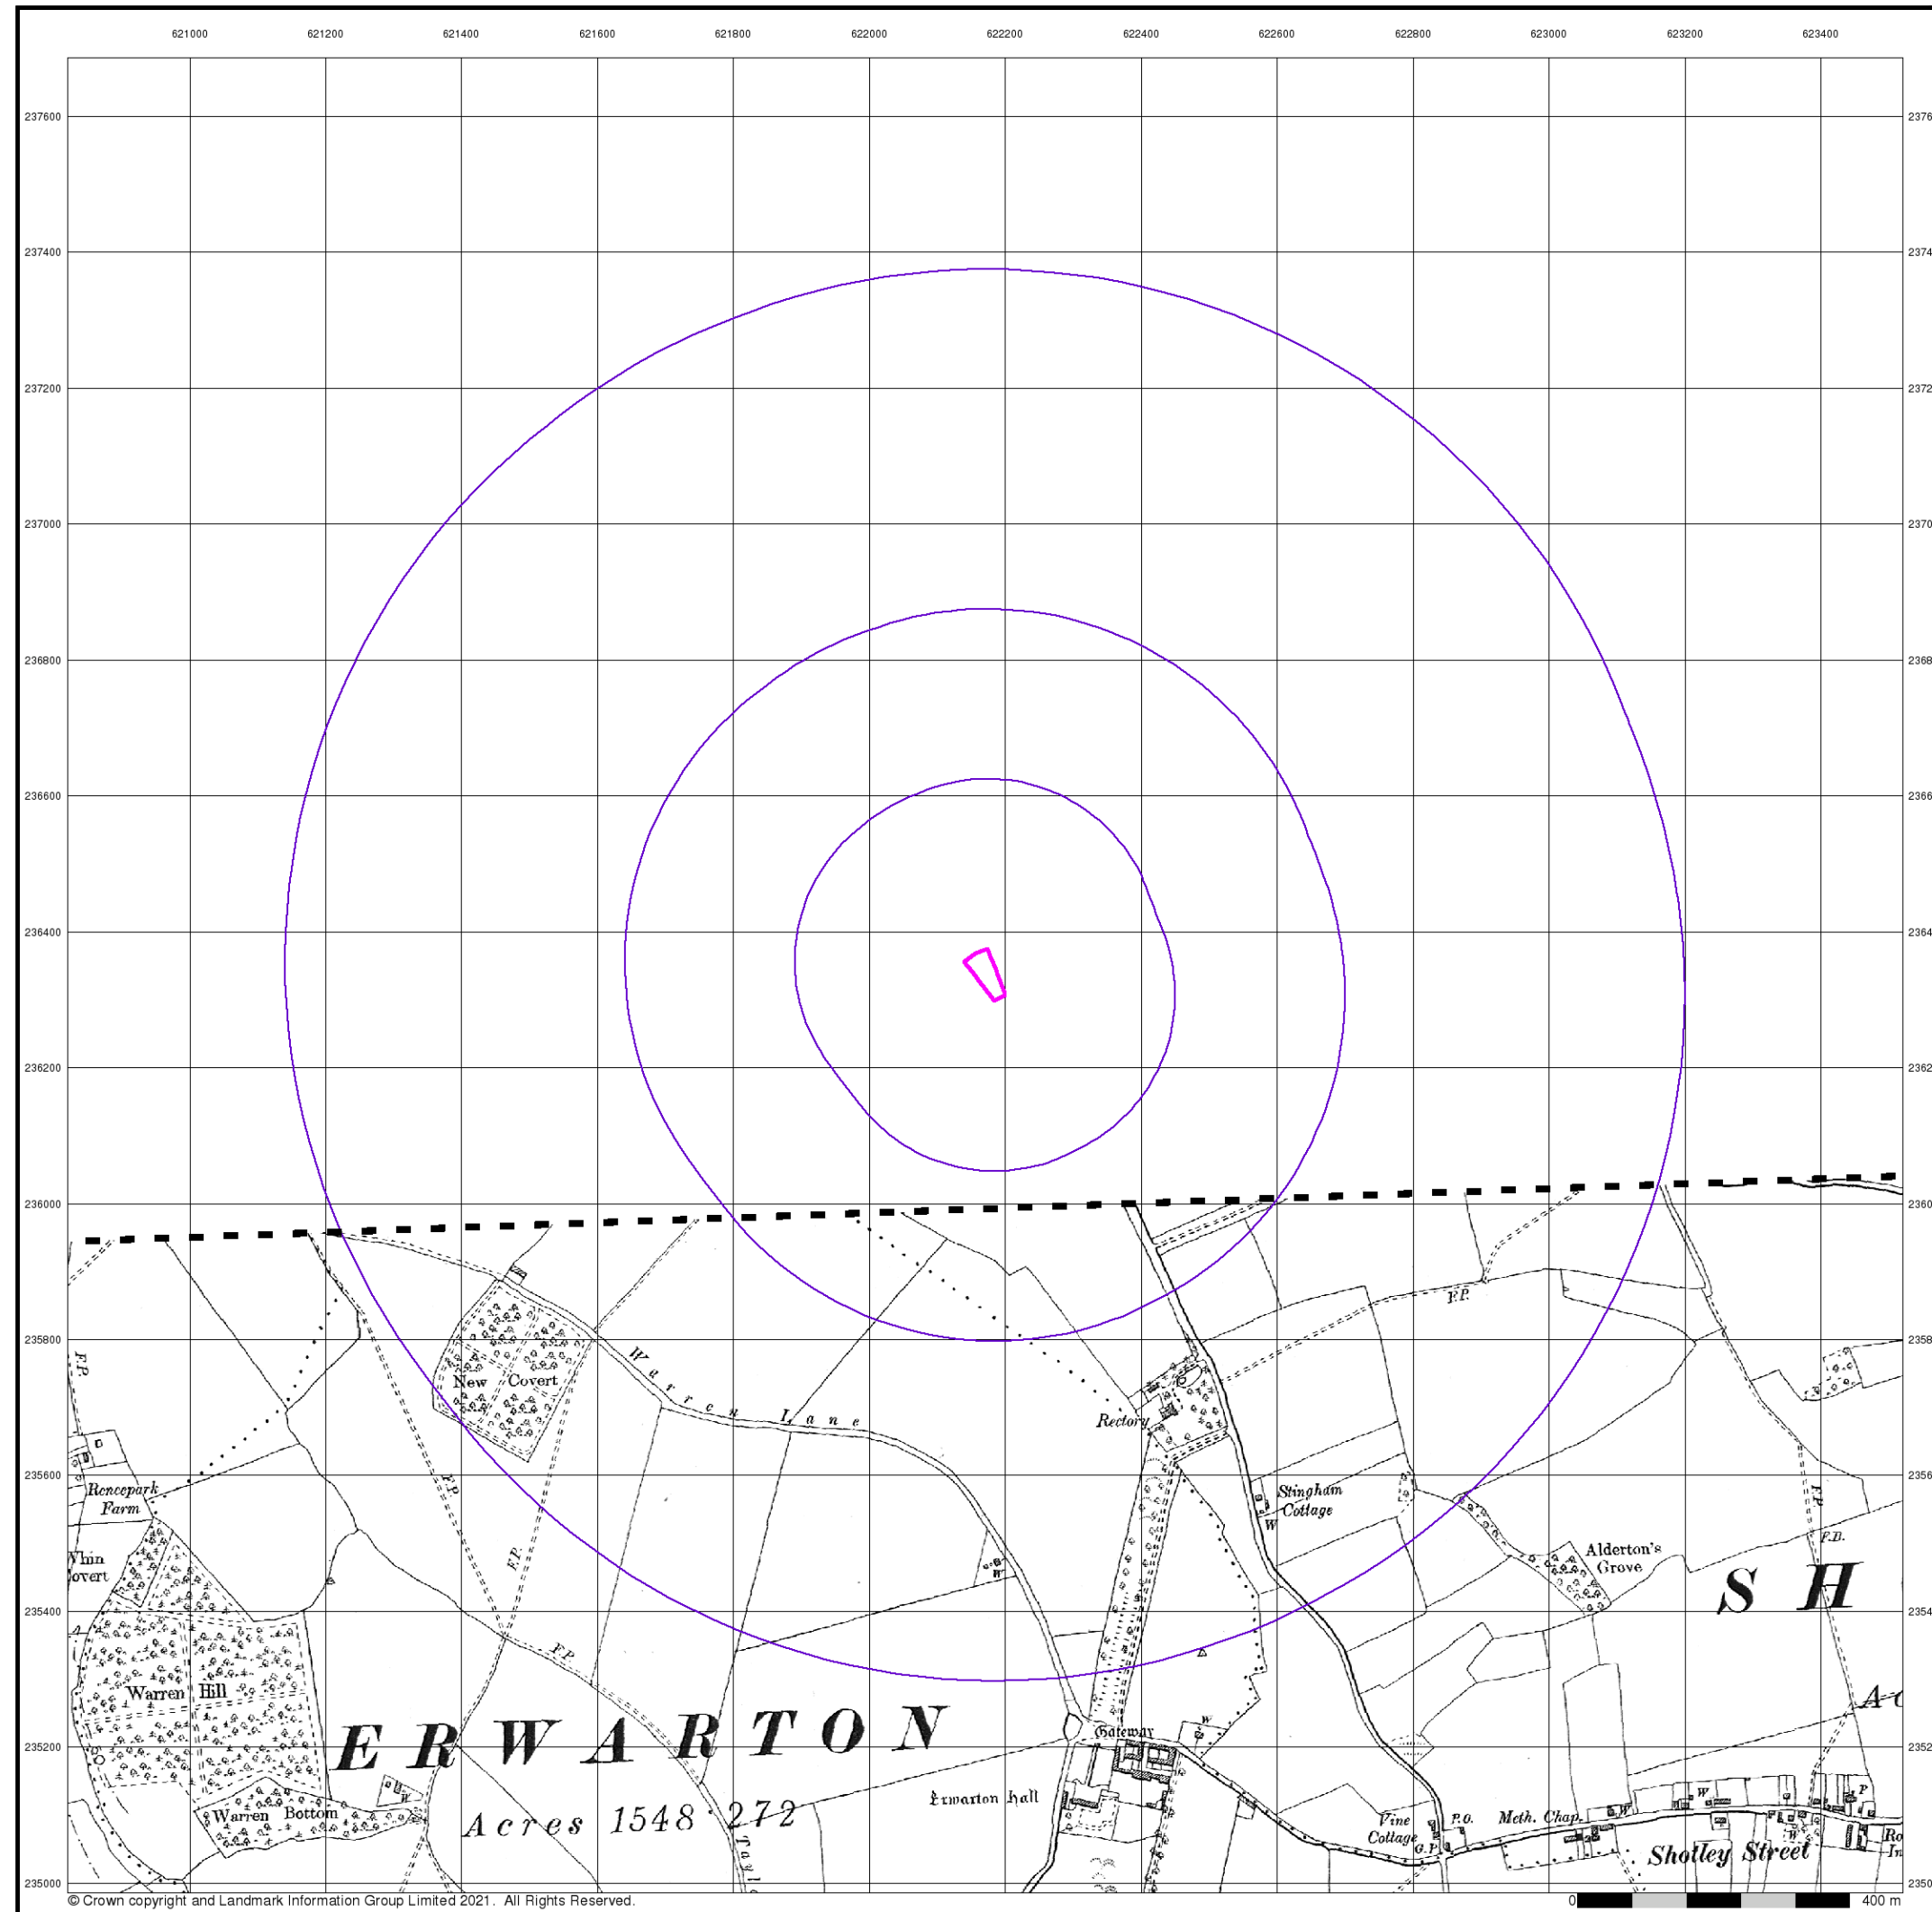 621000 621200 621400 621600 621800 622000 622200 622400 622600 622800 623000 623200 623400
237600
237400
237200
237000
236800
236600
236400
236200
236000
235800
F.P.
F.P.
New Covert
Warren Lane
Rectory
235600
F.P.
Stingham
Cottage
W
F.P.
Farm
F.P.
F.B.
Alderton's
Grove
F.P.
W
S H
235400
F.P.
Warren Hill
ERWARTON
Gateway
W
235200
Erwarton Hall
Warren Bottom
W
Acres 1548·272
Vine
Cottage
P.O.
G.P.
Meth. Chap.
W
W
P
W
Shotley Street
235000
© Crown copyright and Landmark Information Group Limited 2021. All Rights Reserved.
0 400 m